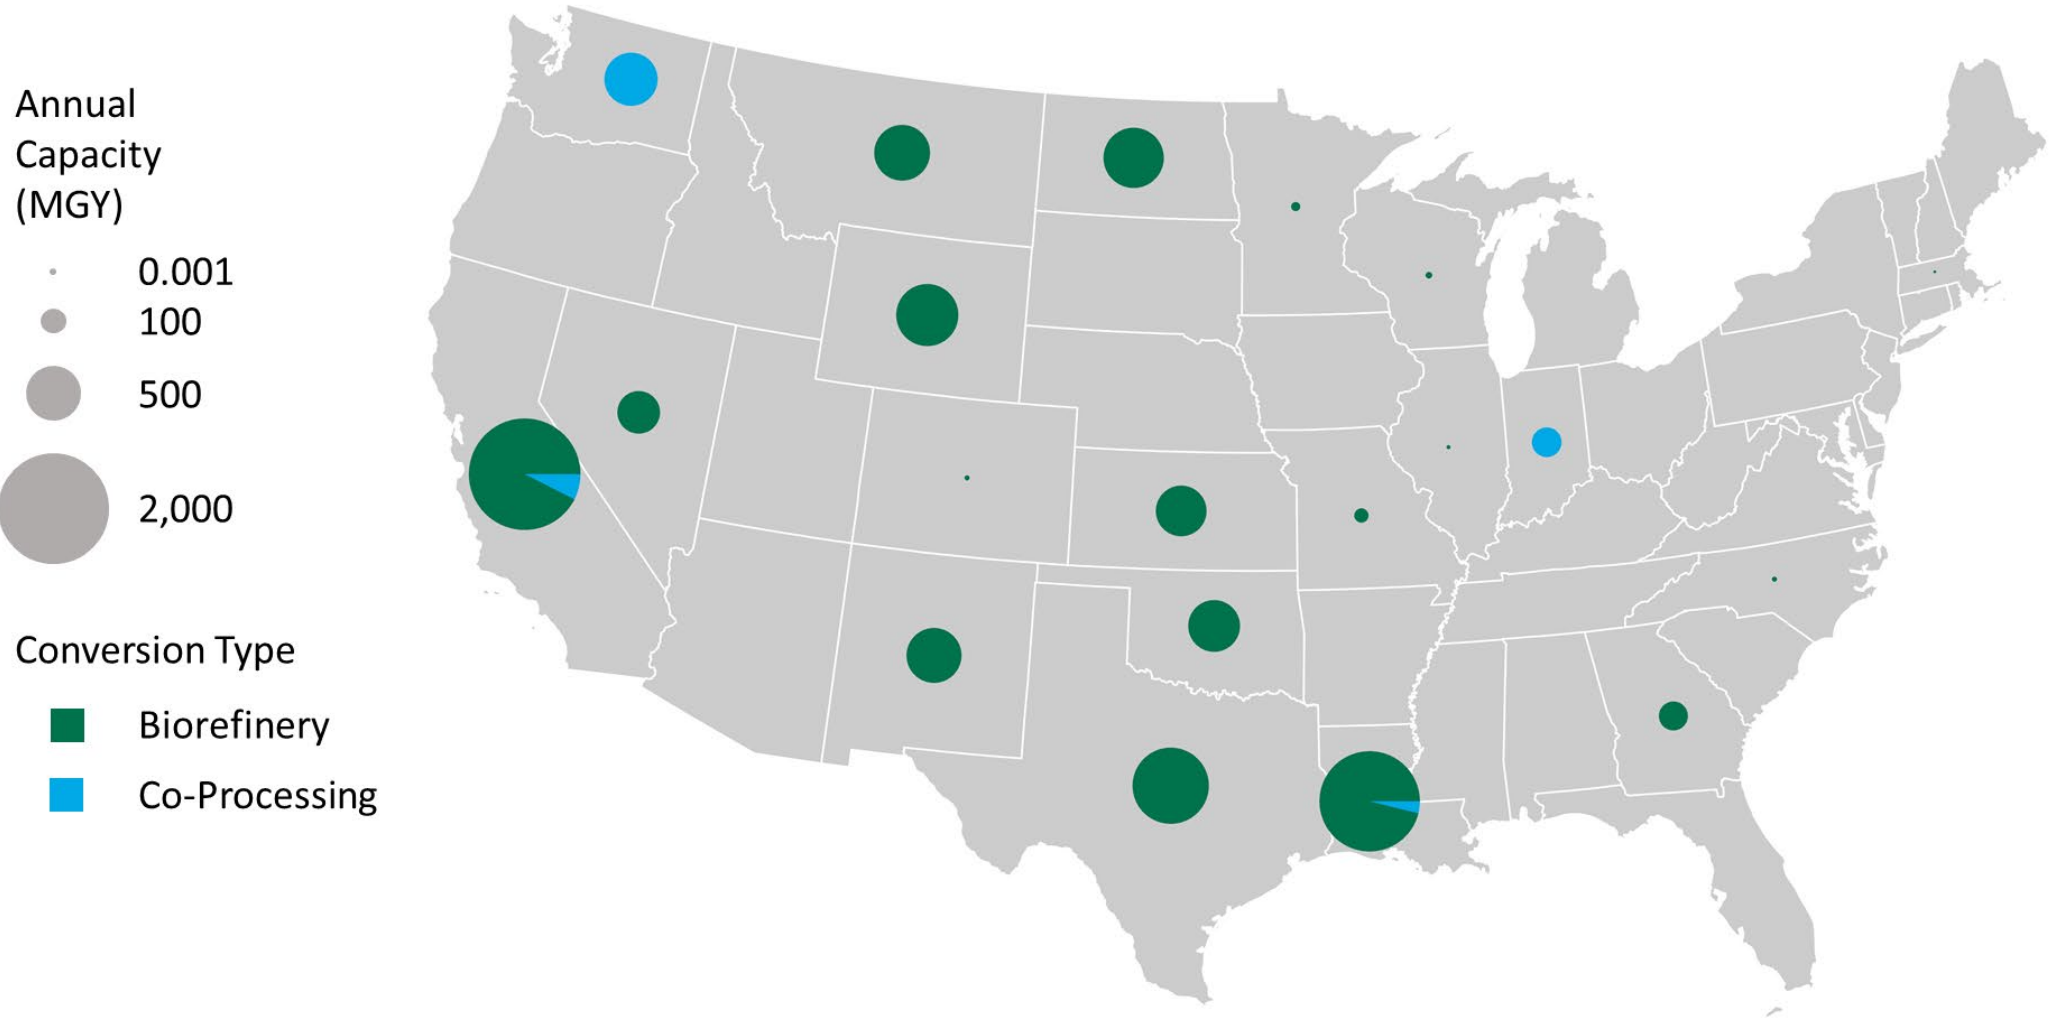 Annual
Capacity
(MGY)
0.001
100
500
2,000
Conversion Type
Biorefinery
Co-Processing